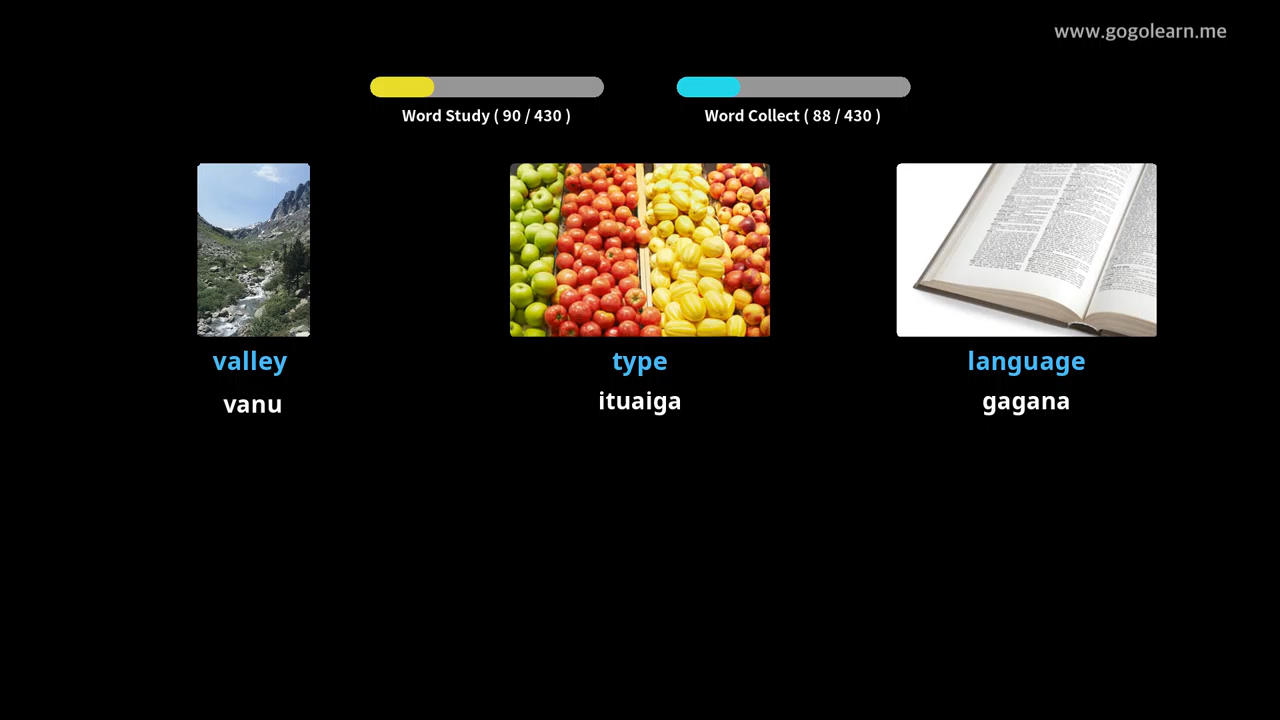 www.gogolearn.me
Word Study ( 90 / 430 )
Word Collect ( 88 / 430 )
valley
type
language
vanu
ituaiga
gagana